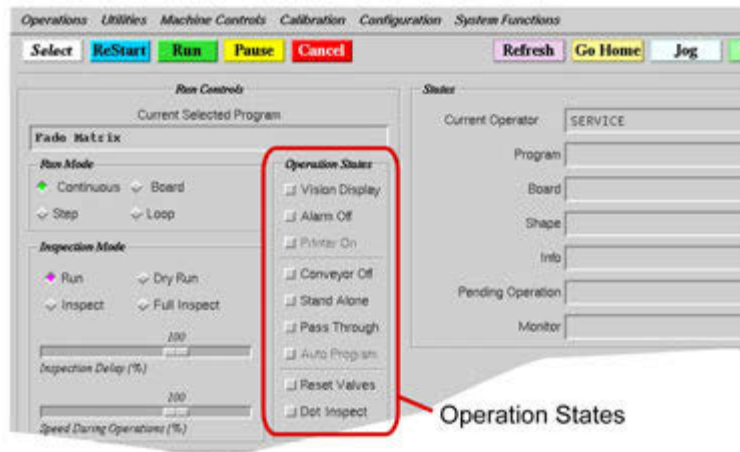 Operations Utilities Machine Controls Calibration Configuration System Functions
Select ReStart Run Pause Cancel Refresh Go Home Jog
Run Controls
Current Selected Program
Fado Matrix
Run Mode
Continuous Board
Step Loop
Inspection Mode
Run Dry Run
Inspect Full Inspect
100
Inspection Delay (%)
100
Speed During Operations (%)
Operation States
Vision Display
Alarm Off
Printer On
Conveyor Off
Stand Alone
Pass Through
Auto Program
Reset Valves
Dot Inspect
Status
Current Operator SERVICE
Program
Board
Shape
Info
Pending Operation
Monitor
Operation States